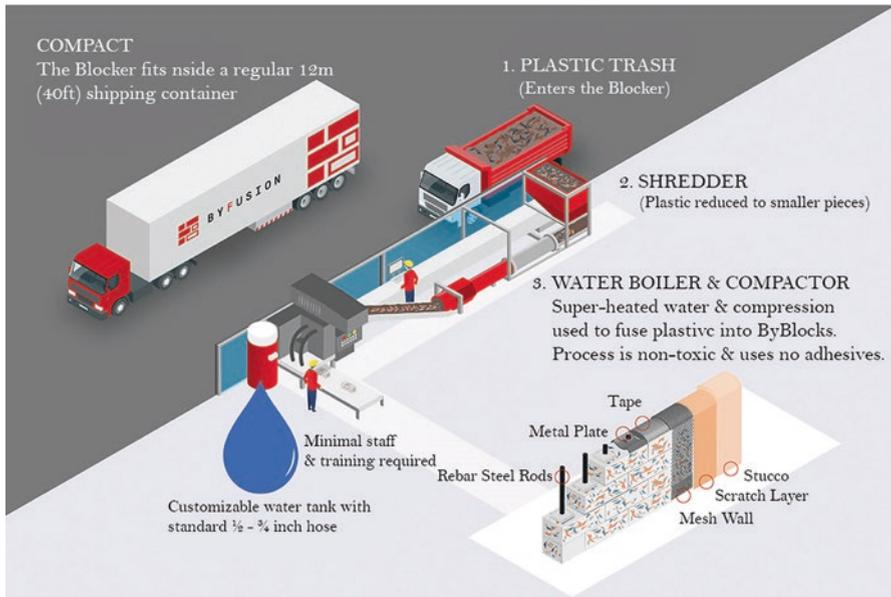 COMPACT
The Blocker fits nside a regular 12m
(40ft) shipping container
1. PLASTIC TRASH
(Enters the Blocker)
BYFUSION
2. SHREDDER
(Plastic reduced to smaller pieces)
3. WATER BOILER & COMPACTOR
Super-heated water & compression
used to fuse plastivc into ByBlocks.
Process is non-toxic & uses no adhesives.
Minimal staff
& training required
Customizable water tank with
standard ½ - ¾ inch hose
Tape
Metal Plate
Rebar Steel Rods
Stucco
Scratch Layer
Mesh Wall